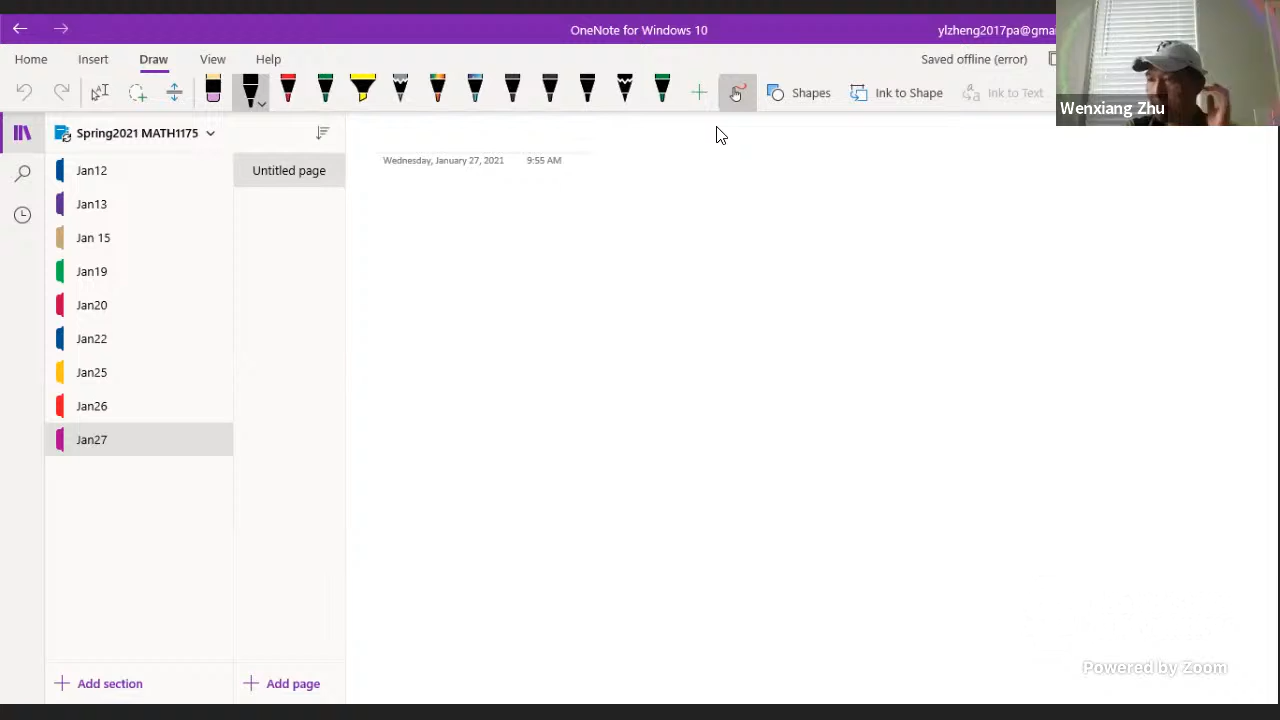 OneNote for Windows 10
ylzheng2017pa@gma
Home Insert Draw View Help
Saved offline (error)
Shapes
Ink to Shape
Ink to Text
Wenxiang Zhu
Spring2021 MATH1175
Jan12
Jan13
Jan 15
Jan19
Jan20
Jan22
Jan25
Jan26
Jan27
Untitled page
Wednesday, January 27, 2021 9:55 AM
Add section
Add page
Powered by Zoom